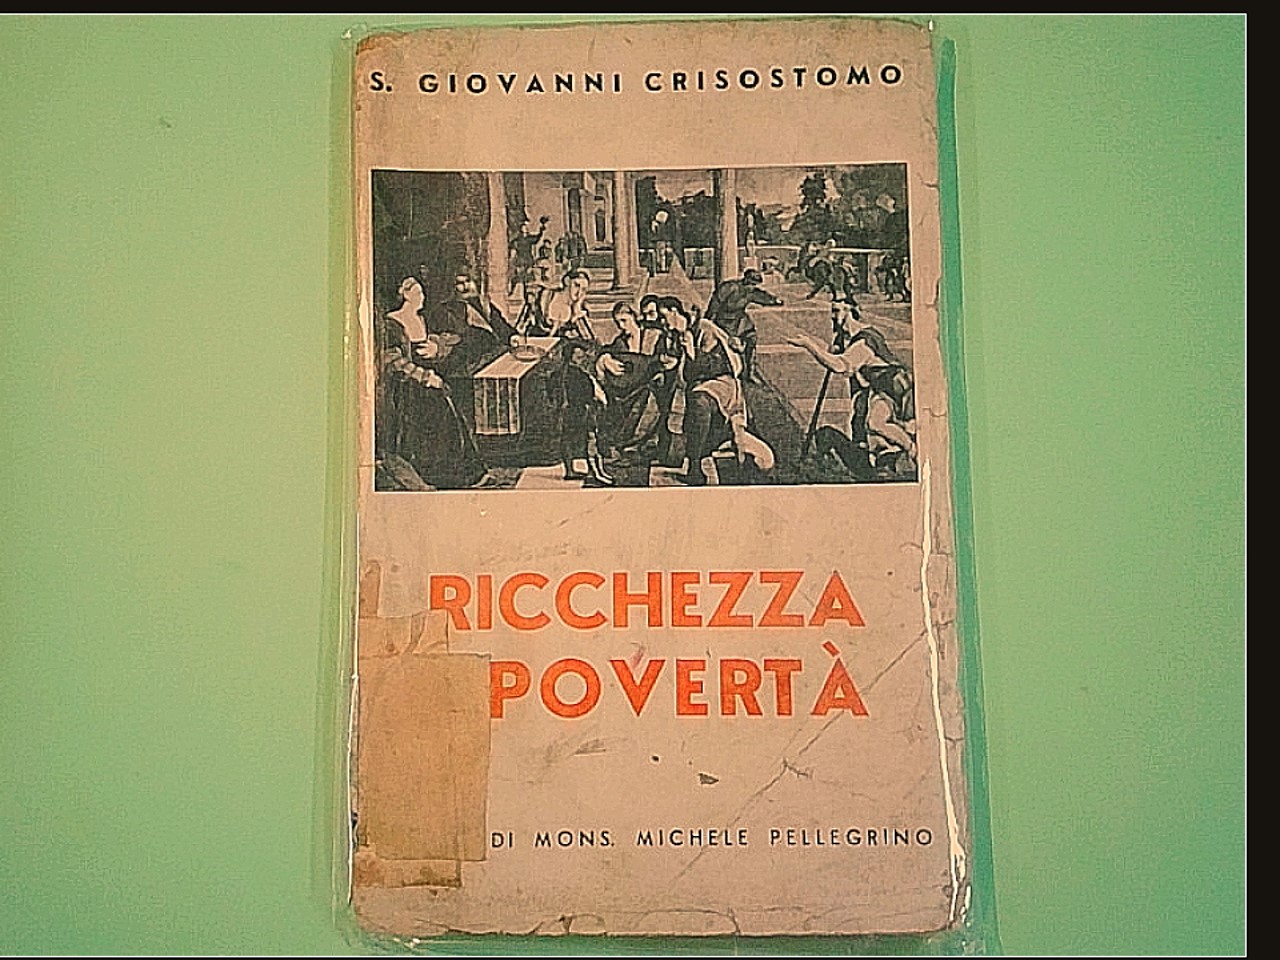 S. GIOVANNI CRISOSTOMO
RICCHEZZA
POVERTÀ
DI MONS. MICHELE PELLEGRINO